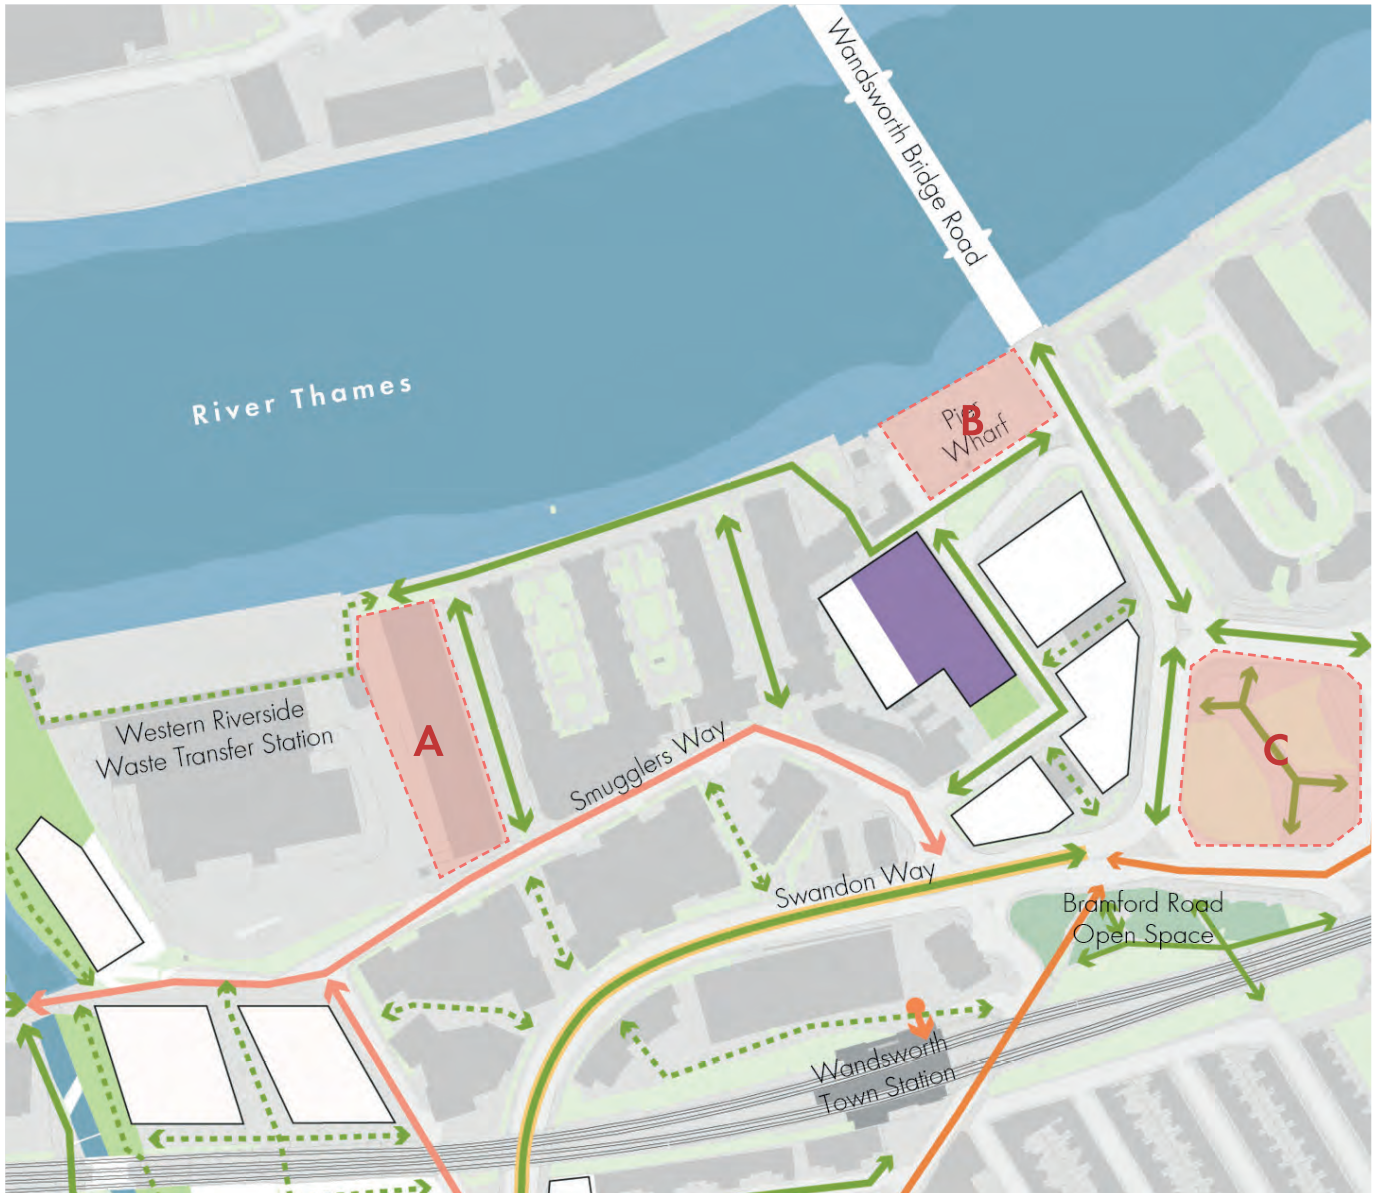 Wandsworth Bridge Road
River Thames
Pier
Wharf
B
Western Riverside
Waste Transfer Station
A
Smugglers Way
C
Swandon Way
Bramford Road
Open Space
Wandsworth
Town Station